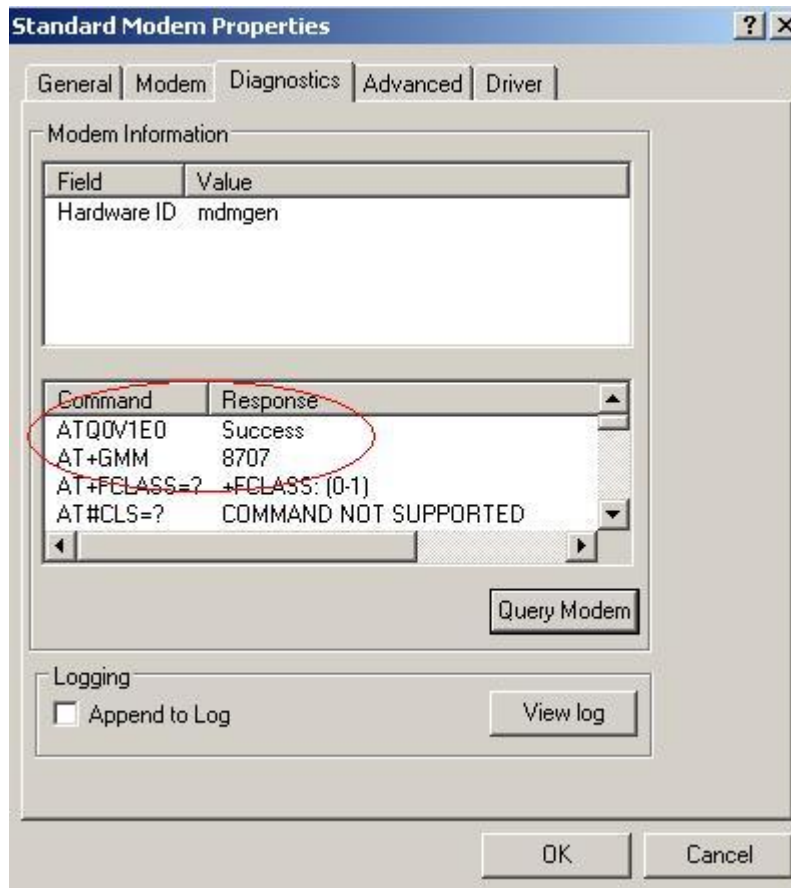 Standard Modem Properties
General Modem Diagnostics Advanced Driver
Modem Information
Field Value
Hardware ID mdmgen
Command Response
ATQ0V1E0 Success
AT+GMM 8707
AT+FCLASS=? +FCLASS: (0-1)
AT#CLS=? COMMAND NOT SUPPORTED
Query Modem
Logging
Append to Log View log
OK Cancel